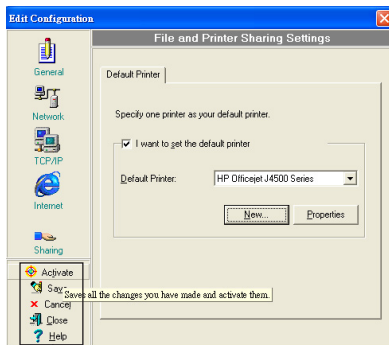 Edit Configuration
File and Printer Sharing Settings
General
Network
TCP/IP
Internet
Sharing
Default Printer
Specify one printer as your default printer.
I want to set the default printer
Default Printer:
HP Officejet J4500 Series
New...
Properties
Activate
Save
Saves all the changes you have made and activate them.
Cancel
Close
Help